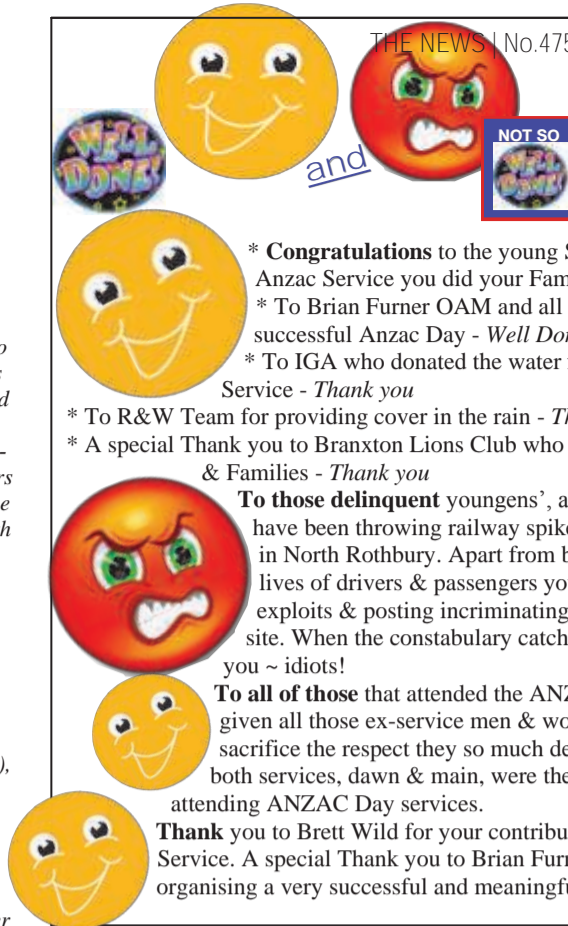 THE NEWS | No.475
WELL DONE!
and
NOT SO
WELL DONE!
* Congratulations to the young S
Anzac Service you did your Fam
* To Brian Furner OAM and all
successful Anzac Day - Well Don
* To IGA who donated the water
Service - Thank you
* To R&W Team for providing cover in the rain - Th
* A special Thank you to Branxton Lions Club who
& Families - Thank you
To those delinquent youngens', a
have been throwing railway spike
in North Rothbury. Apart from b
lives of drivers & passengers you
exploits & posting incriminating
site. When the constabulary catch
you ~ idiots!
To all of those that attended the ANZ
given all those ex-service men & wo
sacrifice the respect they so much de
both services, dawn & main, were the
attending ANZAC Day services.
Thank you to Brett Wild for your contribu
Service. A special Thank you to Brian Furn
organising a very successful and meaningfu